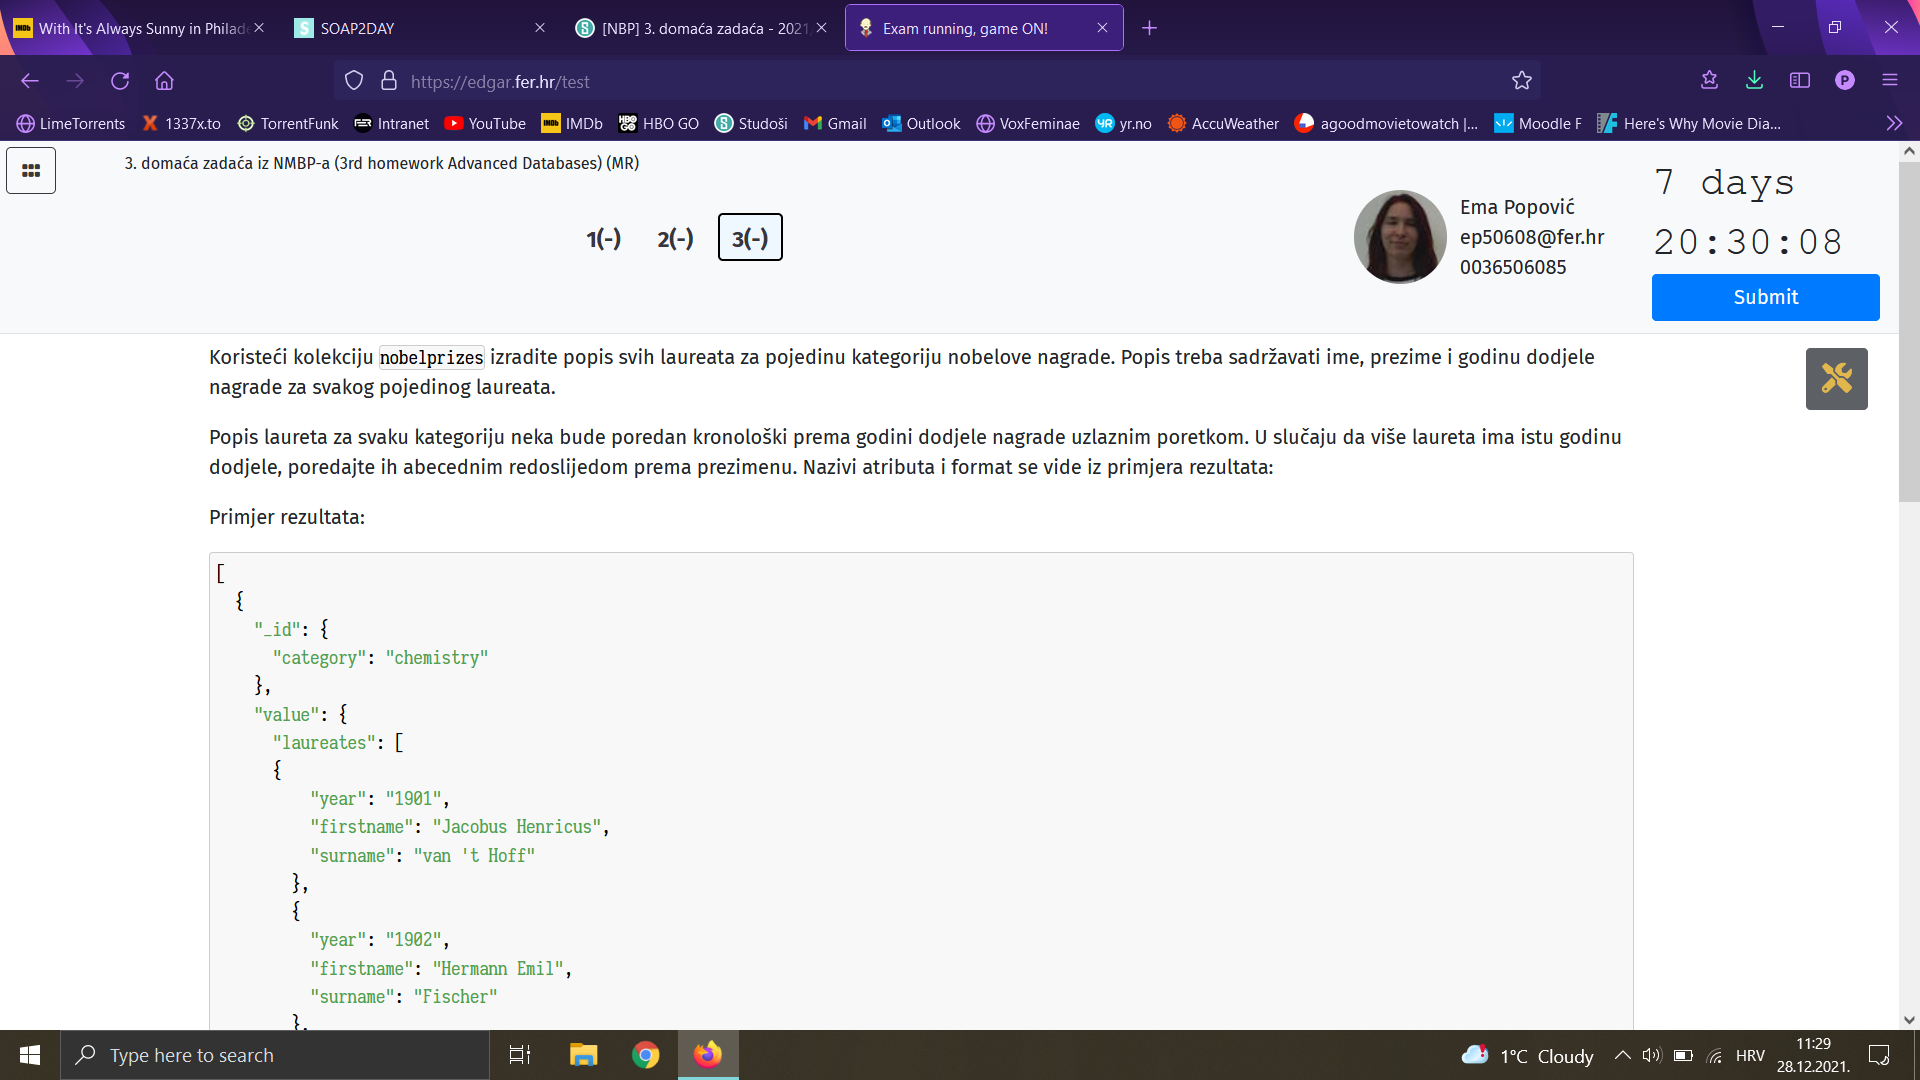 With It's Always Sunny in Philade
SOAP2DAY
[NBP] 3. domaća zadaća - 2021,
Exam running, game ON!
https://edgar.fer.hr/test
LimeTorrents
1337x.to
TorrentFunk
Intranet
YouTube
IMDb
HBO GO
Studoši
Gmail
Outlook
VoxFeminae
yr.no
AccuWeather
agoodmovietowatch |...
Moodle F
Here's Why Movie Dia...
3. domaća zadaća iz NMBP-a (3rd homework Advanced Databases) (MR)
1(-) 2(-) 3(-)
Ema Popović
ep50608@fer.hr
0036506085
7 days
20:30:08
Submit
Koristeći kolekciju nobelprizes izradite popis svih laureata za pojedinu kategoriju nobelove nagrade. Popis treba sadržavati ime, prezime i godinu dodjele
nagrade za svakog pojedinog laureata.
Popis laureta za svaku kategoriju neka bude poredan kronološki prema godini dodjele nagrade uzlaznim poretkom. U slučaju da više laureta ima istu godinu
dodjele, poredajte ih abecednim redoslijedom prema prezimenu. Nazivi atributa i format se vide iz primjera rezultata:
Primjer rezultata:
[
{
"_id": {
"category": "chemistry"
},
"value": {
"laureates": [
{
"year": "1901",
"firstname": "Jacobus Henricus",
"surname": "van 't Hoff"
},
{
"year": "1902",
"firstname": "Hermann Emil",
"surname": "Fischer"
},
Type here to search
1°C Cloudy
HRV
11:29
28.12.2021.